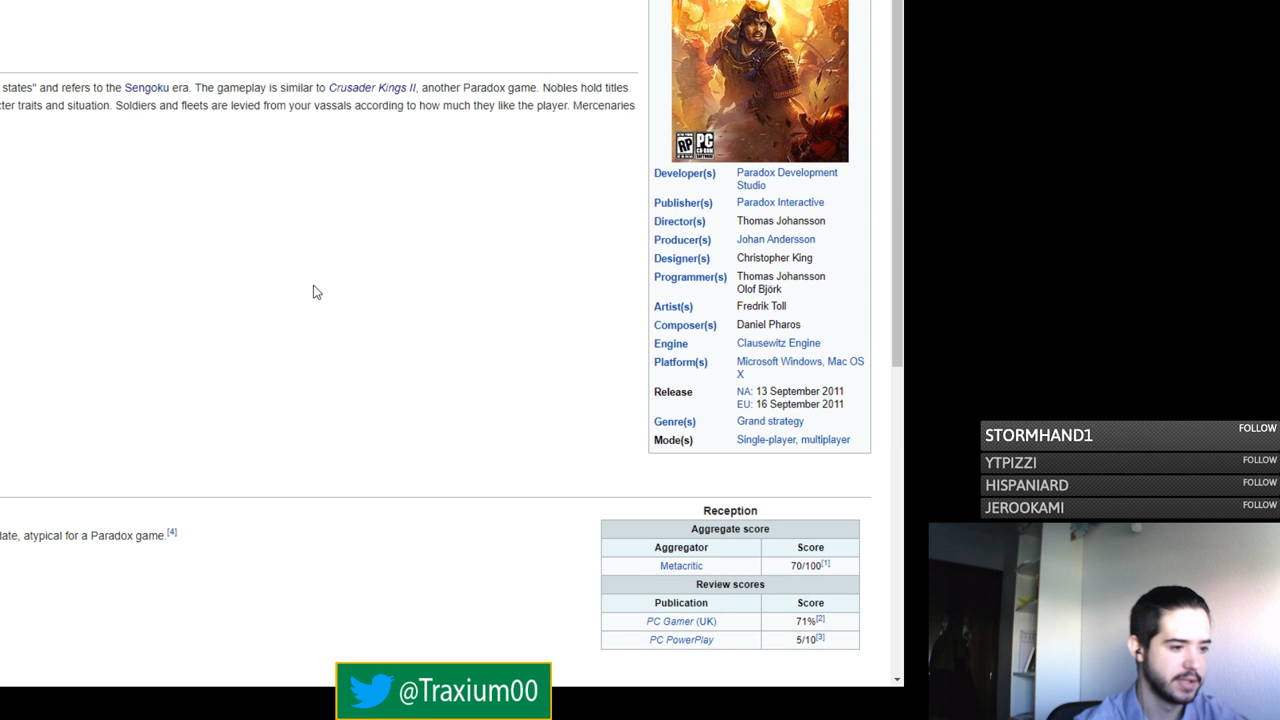 states" and refers to the Sengoku era. The gameplay is similar to Crusader Kings II, another Paradox game. Nobles hold titles
ter traits and situation. Soldiers and fleets are levied from your vassals according to how much they like the player. Mercenaries
RP PC
Developer(s) Paradox Development Studio
Publisher(s) Paradox Interactive
Director(s) Thomas Johansson
Producer(s) Johan Andersson
Designer(s) Christopher King
Programmer(s) Thomas Johansson
Olof Björk
Artist(s) Fredrik Toll
Composer(s) Daniel Pharos
Engine Clausewitz Engine
Platform(s) Microsoft Windows, Mac OS X
Release NA: 13 September 2011
EU: 16 September 2011
Genre(s) Grand strategy
Mode(s) Single-player, multiplayer
late, atypical for a Paradox game.[4]
Reception
Aggregate score
Aggregator Score
Metacritic 70/100[1]
Review scores
Publication Score
PC Gamer (UK) 71%[2]
PC PowerPlay 5/10[3]
STORMHAND1 FOLLOW
YTPIZZI FOLLOW
HISPANIARD FOLLOW
JEROOKAMI FOLLOW
@Traxium00